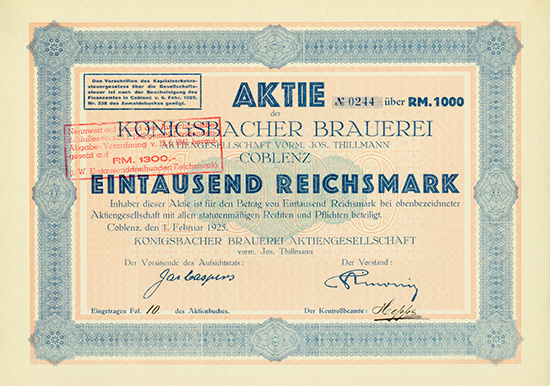 Den Vorschriften des Kapitalverkehrs-
steuergesetzes über die Gesellschafts-
steuer ist nach der Bescheinigung des
Finanzamtes in Coblenz v. 6. Febr. 1925,
Nr. 238 des Anmeldebuches genügt.
AKTIE № 0244 über RM. 1000
der
KÖNIGSBACHER BRAUEREI
AKTIENGESELLSCHAFT VORM. JOS. THILLMANN
COBLENZ
Nennwert auf
Abgabe-Verordnung v.
gesetzt auf
RM. 1300,-
i. W. Eintausenddreihundert Reichsmark
EINTAUSEND REICHSMARK
Inhaber dieser Aktie ist für den Betrag von Eintausend Reichsmark bei obenbezeichneter
Aktiengesellschaft mit allen statutenmäßigen Rechten und Pflichten beteiligt.
Coblenz, den 1. Februar 1925.
KÖNIGSBACHER BRAUEREI AKTIENGESELLSCHAFT
vorm. Jos. Thillmann
Der Vorsitzende des Aufsichtsrats: Der Vorstand:
Eingetragen Fol. 10 des Aktienbuches. Der Kontrollbeamte: Hoppe